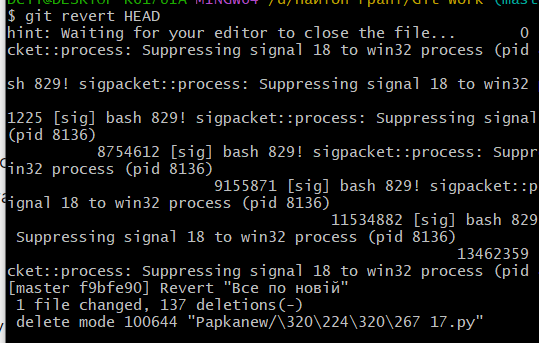 $ git revert HEAD
hint: Waiting for your editor to close the file... 0
cket::process: Suppressing signal 18 to win32 process (pid
sh 829! sigpacket::process: Suppressing signal 18 to win32
1225 [sig] bash 829! sigpacket::process: Suppressing signal
(pid 8136)
8754612 [sig] bash 829! sigpacket::process: Suppr
in32 process (pid 8136)
9155871 [sig] bash 829! sigpacket::p
ignal 18 to win32 process (pid 8136)
11534882 [sig] bash 829
Suppressing signal 18 to win32 process (pid 8136)
13462359
cket::process: Suppressing signal 18 to win32 process (pid
[master f9bfe90] Revert "Все по новій"
1 file changed, 137 deletions(-)
delete mode 100644 "Papkanew/\320\224\320\267 17.py"